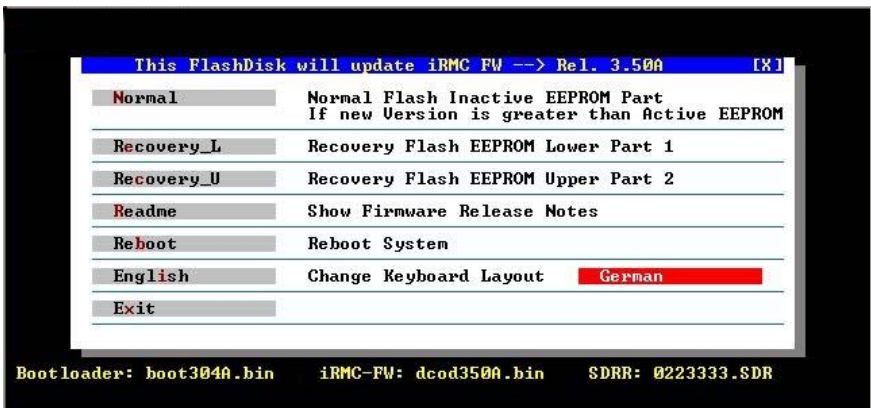 This FlashDisk will update iRMC FW --> Rel. 3.50A [X]
Normal Normal Flash Inactive EEPROM Part
If new Version is greater than Active EEPROM
Recovery_L Recovery Flash EEPROM Lower Part 1
Recovery_U Recovery Flash EEPROM Upper Part 2
Readme Show Firmware Release Notes
Reboot Reboot System
English Change Keyboard Layout German
Exit
Bootloader: boot304A.bin iRMC-FW: dcod350A.bin SDRR: 0223333.SDR